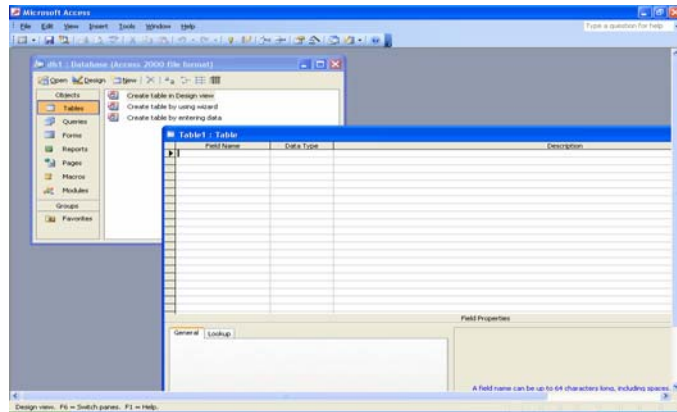 Microsoft Access
File Edit View Insert Tools Window Help
Type a question for help
db1 : Database (Access 2000 file format)
Open Design New
Objects
Tables
Queries
Forms
Reports
Pages
Macros
Modules
Groups
Favorites
Create table in Design view
Create table by using wizard
Create table by entering data
Table1 : Table
Field Name Data Type Description
Field Properties
General Lookup
A field name can be up to 64 characters long, including spaces.
Design view. F6 = Switch panes. F1 = Help.